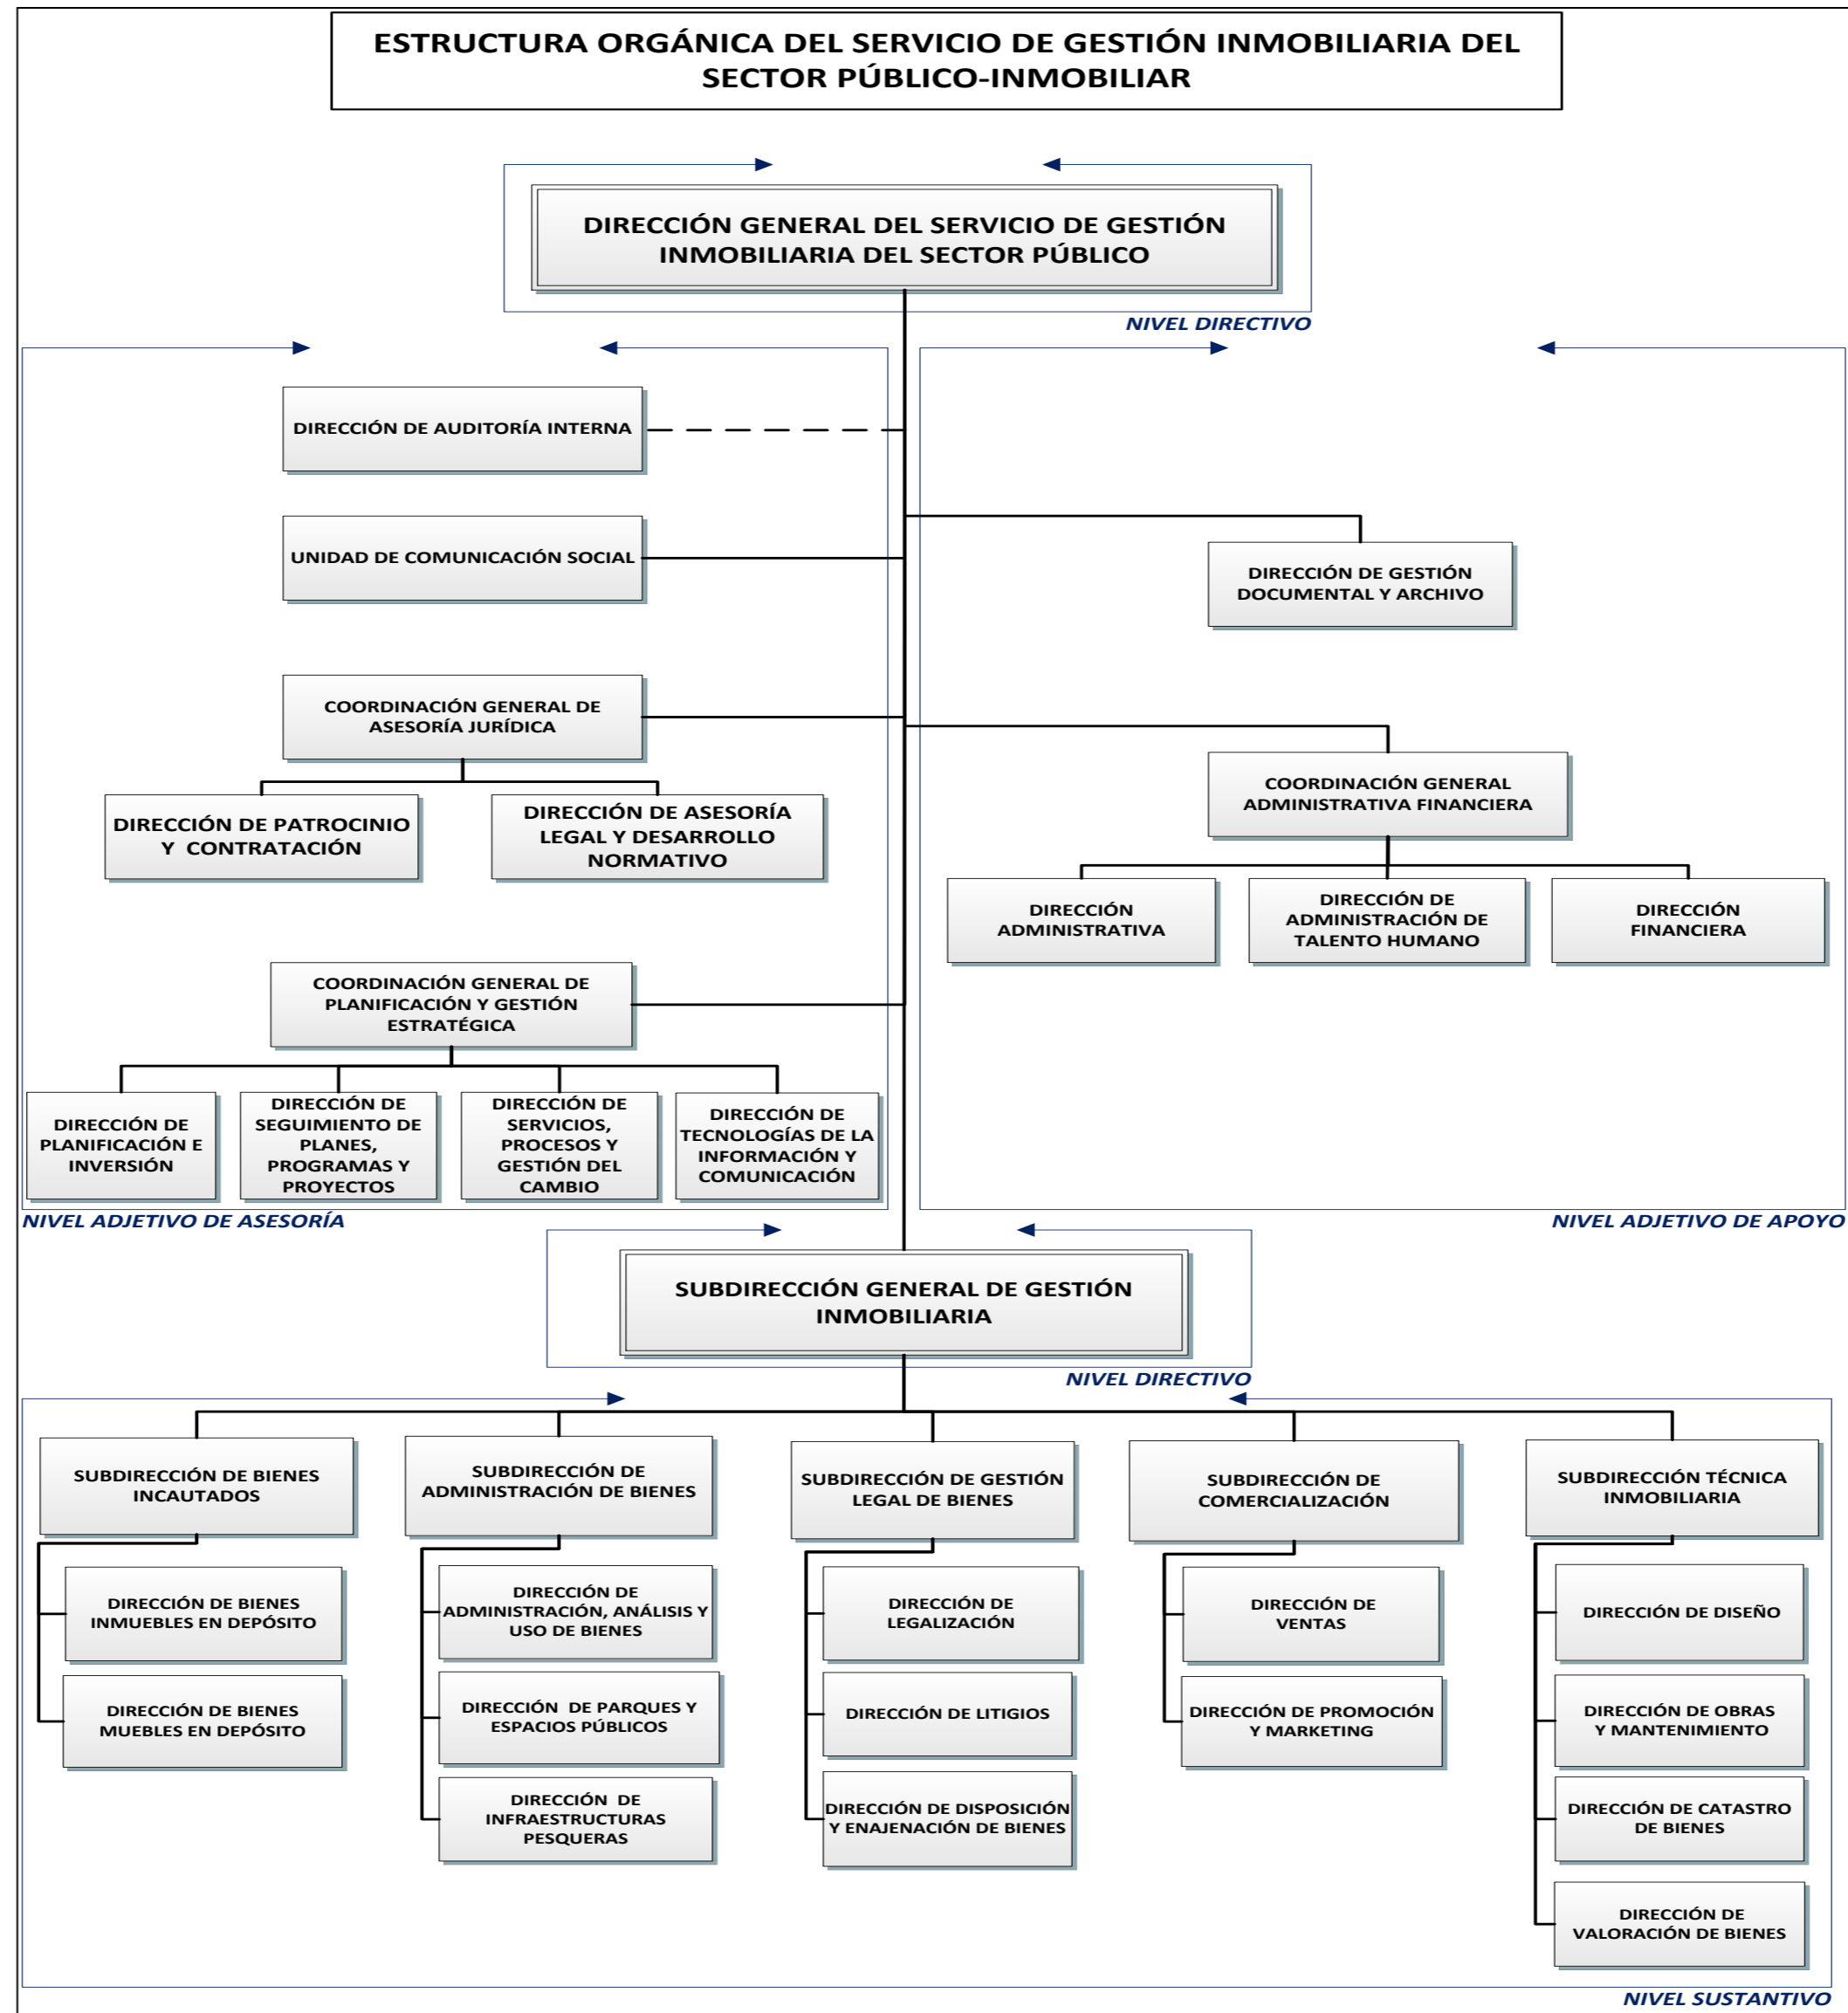 ESTRUCTURA ORGÁNICA DEL SERVICIO DE GESTIÓN INMOBILIARIA DEL
SECTOR PÚBLICO-INMOBILIAR
DIRECCIÓN GENERAL DEL SERVICIO DE GESTIÓN
INMOBILIARIA DEL SECTOR PÚBLICO
NIVEL DIRECTIVO
DIRECCIÓN DE AUDITORÍA INTERNA
UNIDAD DE COMUNICACIÓN SOCIAL
COORDINACIÓN GENERAL DE
ASESORÍA JURÍDICA
DIRECCIÓN DE PATROCINIO
Y CONTRATACIÓN
DIRECCIÓN DE ASESORÍA
LEGAL Y DESARROLLO
NORMATIVO
COORDINACIÓN GENERAL DE
PLANIFICACIÓN Y GESTIÓN
ESTRATÉGICA
DIRECCIÓN DE
PLANIFICACIÓN E
INVERSIÓN
DIRECCIÓN DE
SEGUIMIENTO DE
PLANES,
PROGRAMAS Y
PROYECTOS
DIRECCIÓN DE
SERVICIOS,
PROCESOS Y
GESTIÓN DEL
CAMBIO
DIRECCIÓN DE
TECNOLOGÍAS DE LA
INFORMACIÓN Y
COMUNICACIÓN
NIVEL ADJETIVO DE ASESORÍA
DIRECCIÓN DE GESTIÓN
DOCUMENTAL Y ARCHIVO
COORDINACIÓN GENERAL
ADMINISTRATIVA FINANCIERA
DIRECCIÓN
ADMINISTRATIVA
DIRECCIÓN DE
ADMINISTRACIÓN DE
TALENTO HUMANO
DIRECCIÓN
FINANCIERA
NIVEL ADJETIVO DE APOYO
SUBDIRECCIÓN GENERAL DE GESTIÓN
INMOBILIARIA
NIVEL DIRECTIVO
SUBDIRECCIÓN DE BIENES
INCAUTADOS
DIRECCIÓN DE BIENES
INMUEBLES EN DEPÓSITO
DIRECCIÓN DE BIENES
MUEBLES EN DEPÓSITO
SUBDIRECCIÓN DE
ADMINISTRACIÓN DE BIENES
DIRECCIÓN DE
ADMINISTRACIÓN, ANÁLISIS Y
USO DE BIENES
DIRECCIÓN DE PARQUES Y
ESPACIOS PÚBLICOS
DIRECCIÓN DE
INFRAESTRUCTURAS
PESQUERAS
SUBDIRECCIÓN DE GESTIÓN
LEGAL DE BIENES
DIRECCIÓN DE
LEGALIZACIÓN
DIRECCIÓN DE LITIGIOS
DIRECCIÓN DE DISPOSICIÓN
Y ENAJENACIÓN DE BIENES
SUBDIRECCIÓN DE
COMERCIALIZACIÓN
DIRECCIÓN DE
VENTAS
DIRECCIÓN DE PROMOCIÓN
Y MARKETING
SUBDIRECCIÓN TÉCNICA
INMOBILIARIA
DIRECCIÓN DE DISEÑO
DIRECCIÓN DE OBRAS
Y MANTENIMIENTO
DIRECCIÓN DE CATASTRO
DE BIENES
DIRECCIÓN DE
VALORACIÓN DE BIENES
NIVEL SUSTANTIVO